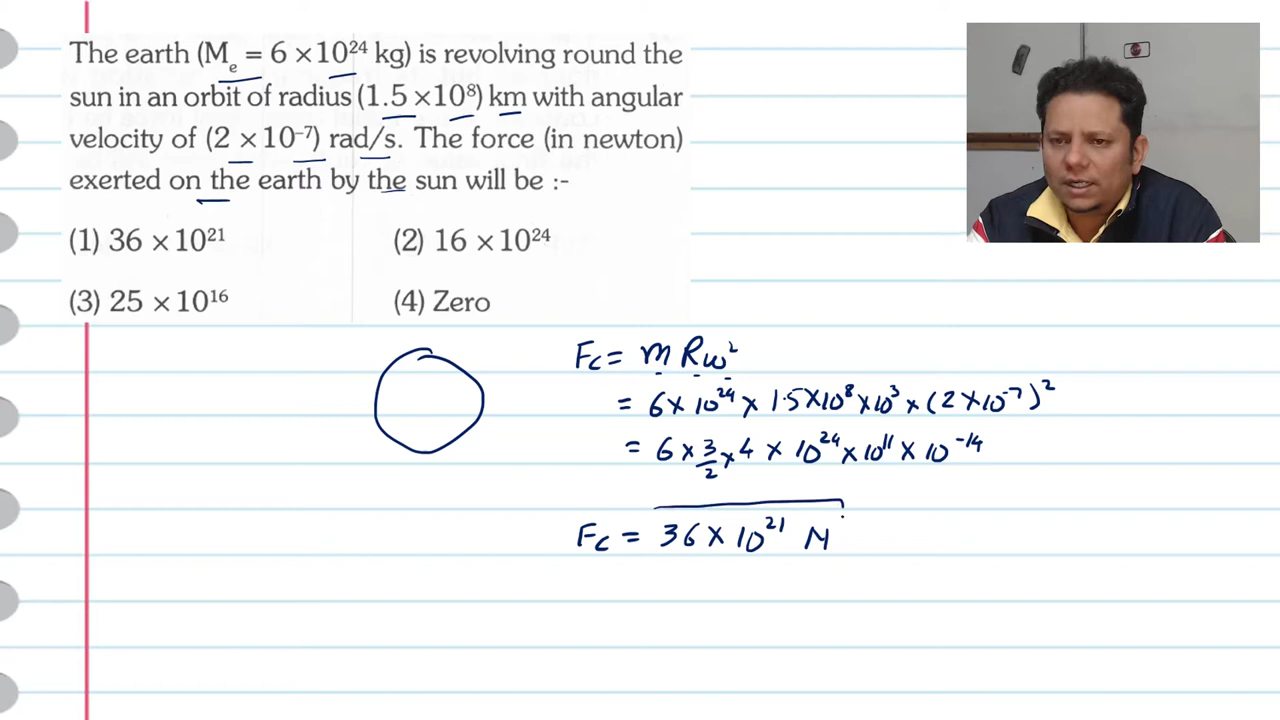 The earth (Mₑ = 6 × 10²⁴ kg) is revolving round the
sun in an orbit of radius (1.5 × 10⁸) km with angular
velocity of (2 × 10⁻⁷) rad/s. The force (in newton)
exerted on the earth by the sun will be :-
(1) 36 × 10²¹ (2) 16 × 10²⁴
(3) 25 × 10¹⁶ (4) Zero
Fc = m R ω²
= 6 × 10²⁴ × 1.5 × 10⁸ × 10³ × (2 × 10⁻⁷)²
= 6 × 3/2 × 4 × 10²⁴ × 10¹¹ × 10⁻¹⁴
Fc = 36 × 10²¹ N